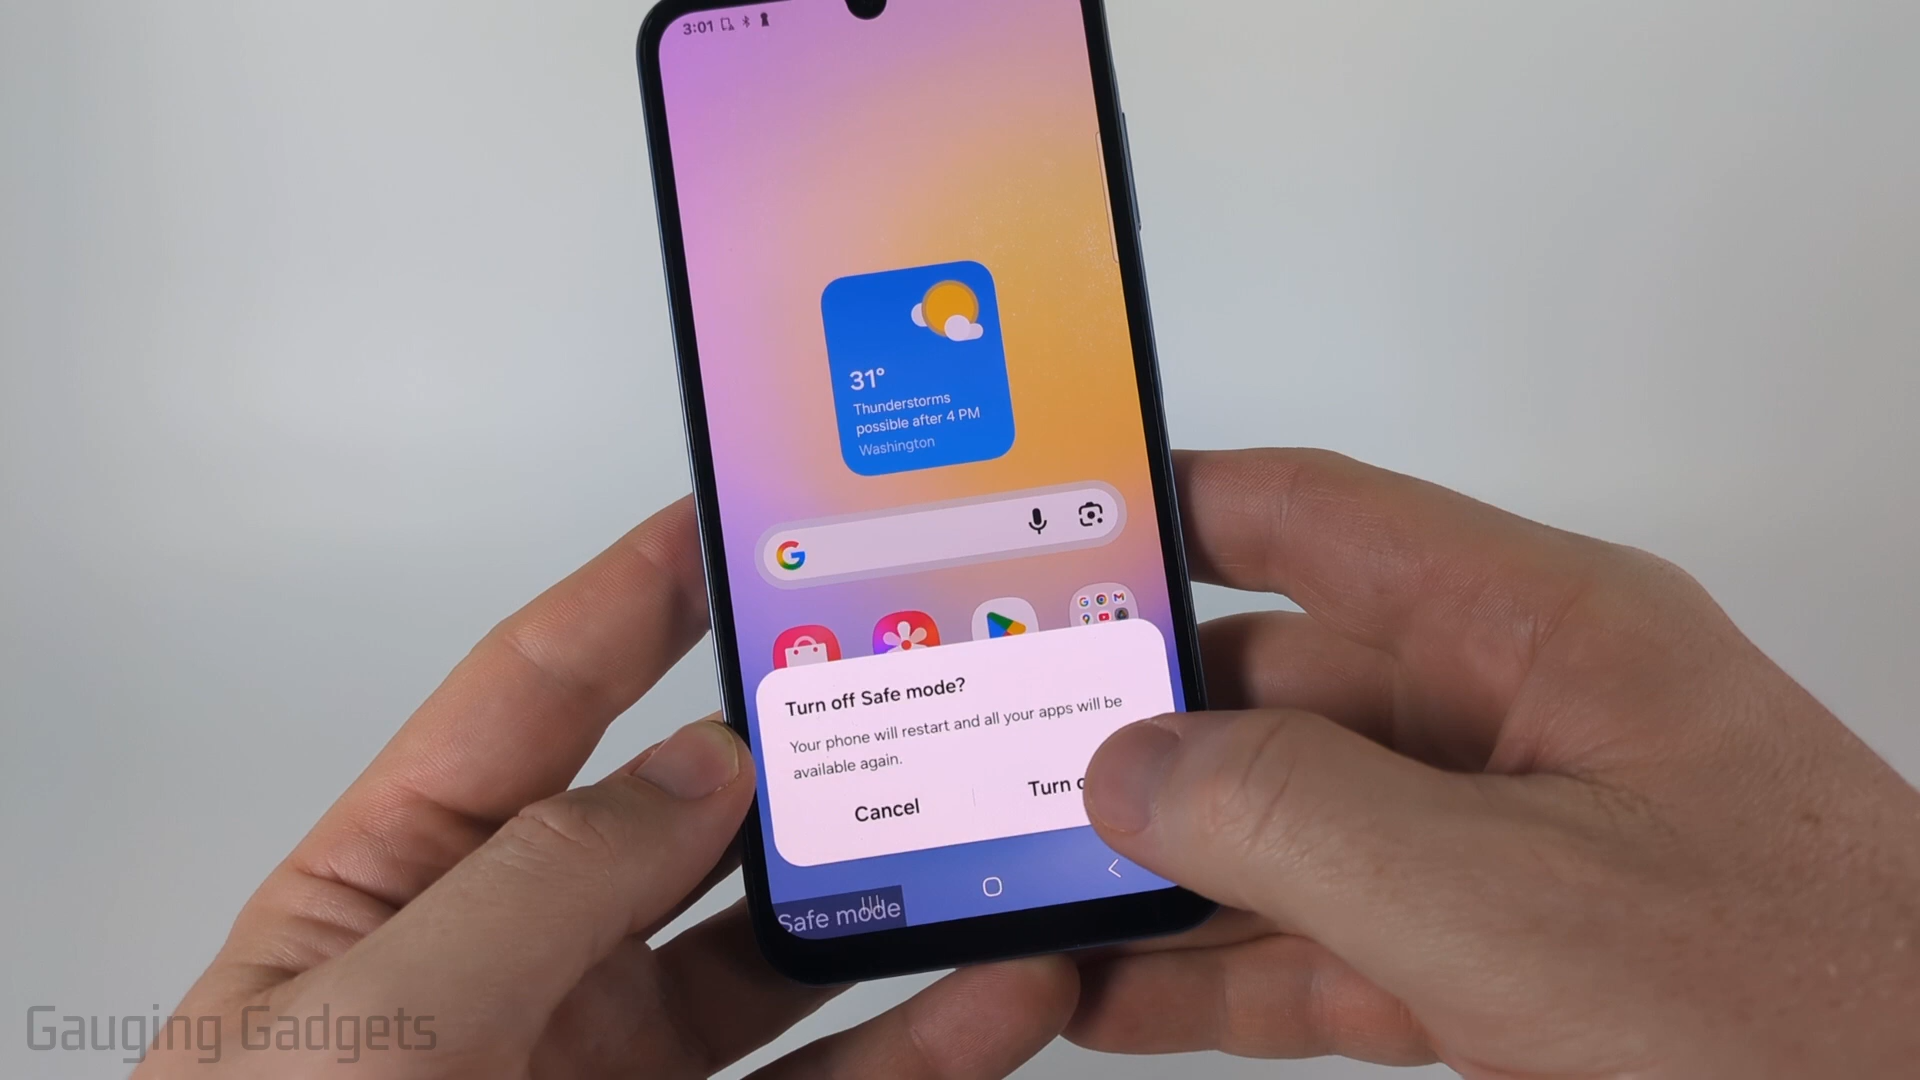 3:01
31°
Thunderstorms
possible after 4 PM
Washington
Turn off Safe mode?
Your phone will restart and all your apps will be
available again.
Cancel
Turn o
Safe mode
Gauging Gadgets